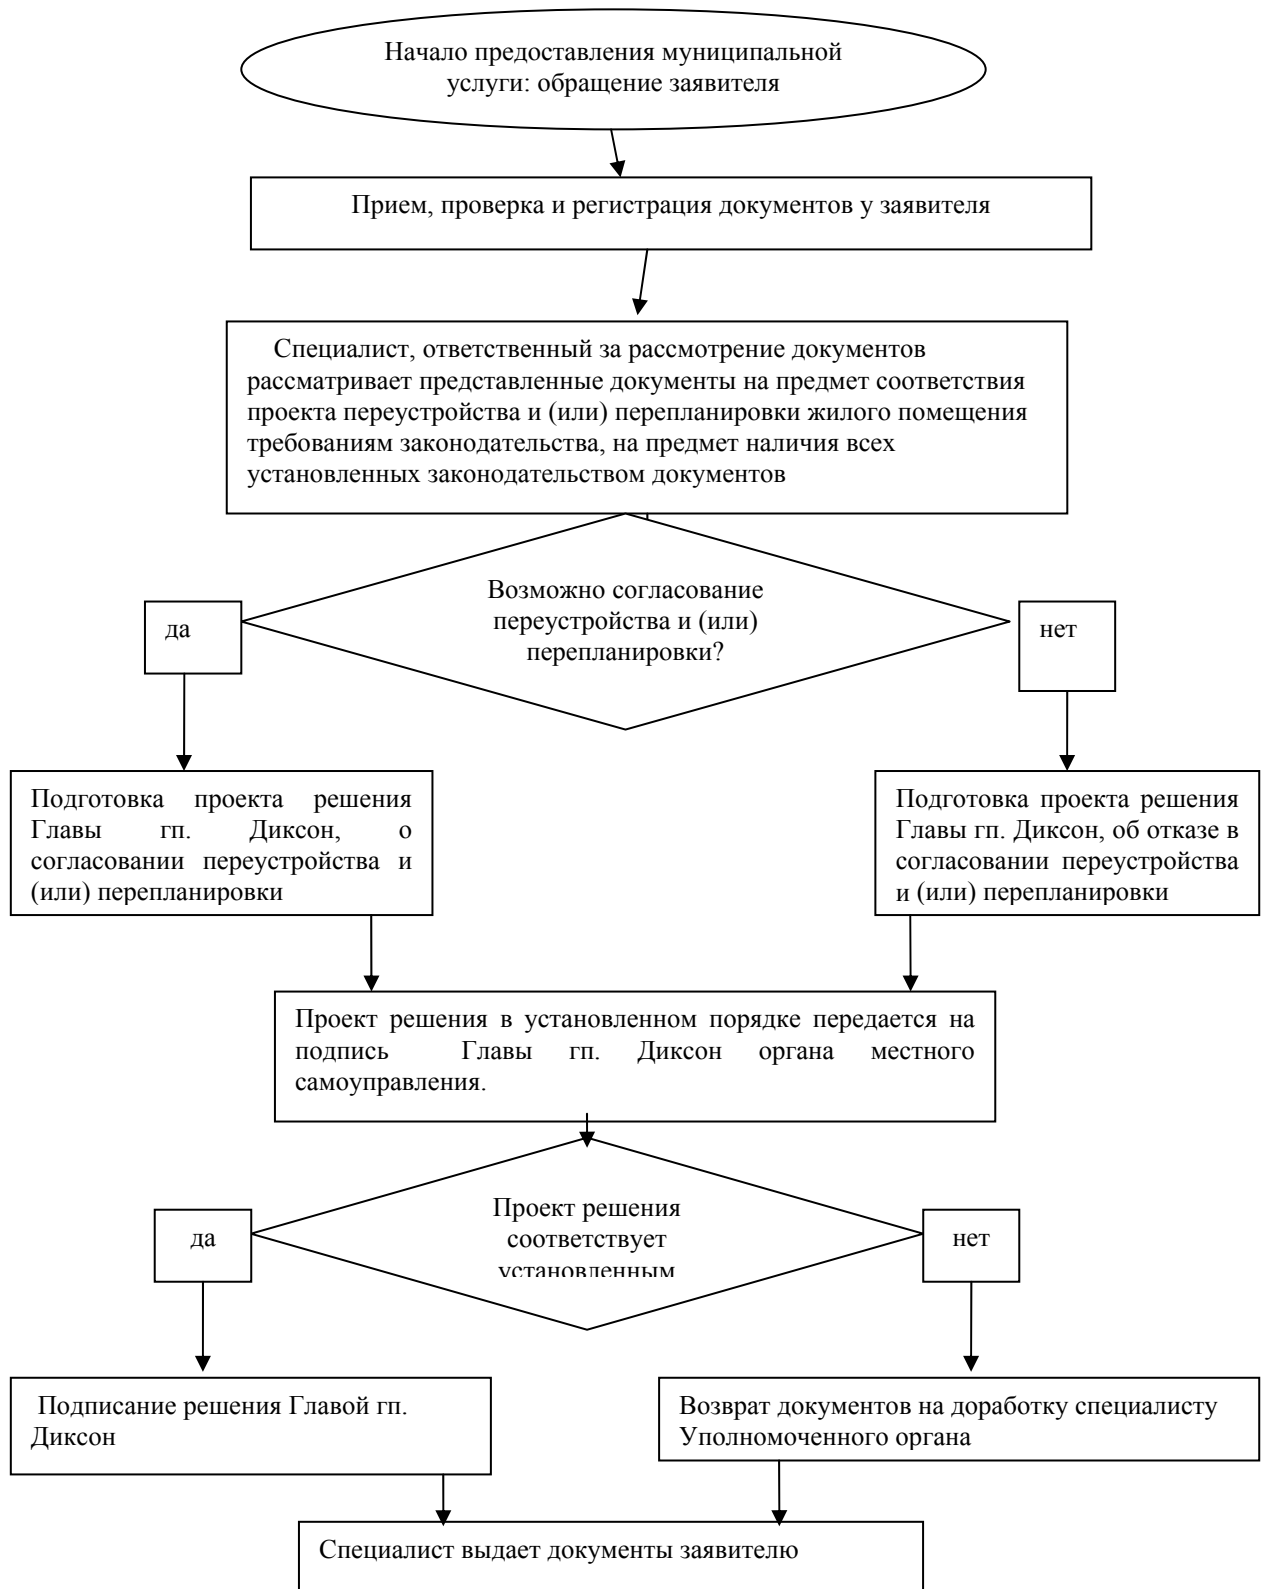 Начало предоставления муниципальной
услуги: обращение заявителя
Прием, проверка и регистрация документов у заявителя
Специалист, ответственный за рассмотрение документов
рассматривает представленные документы на предмет соответствия
проекта переустройства и (или) перепланировки жилого помещения
требованиям законодательства, на предмет наличия всех
установленных законодательством документов
Возможно согласование
переустройства и (или)
перепланировки?
да
нет
Подготовка проекта решения
Главы гп. Диксон, о
согласовании переустройства и
(или) перепланировки
Подготовка проекта решения
Главы гп. Диксон, об отказе в
согласовании переустройства
и (или) перепланировки
Проект решения в установленном порядке передается на
подпись Главы гп. Диксон органа местного
самоуправления.
Проект решения
соответствует
установленным
да
нет
Подписание решения Главой гп.
Диксон
Возврат документов на доработку специалисту
Уполномоченного органа
Специалист выдает документы заявителю